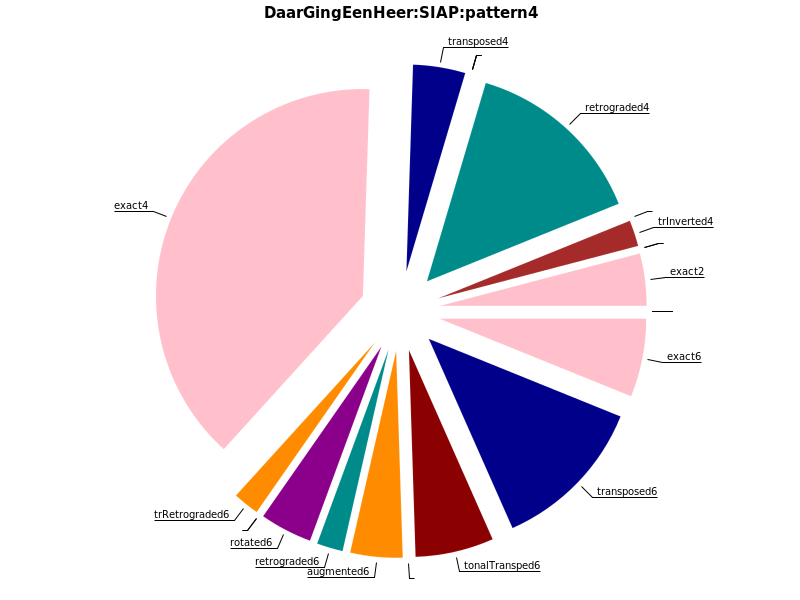 DaarGingEenHeer:SIAP:pattern4
transposed4
retrograded4
exact4
trInverted4
exact2
exact6
transposed6
trRetrograded6
rotated6
retrograded6
augmented6
tonalTransped6